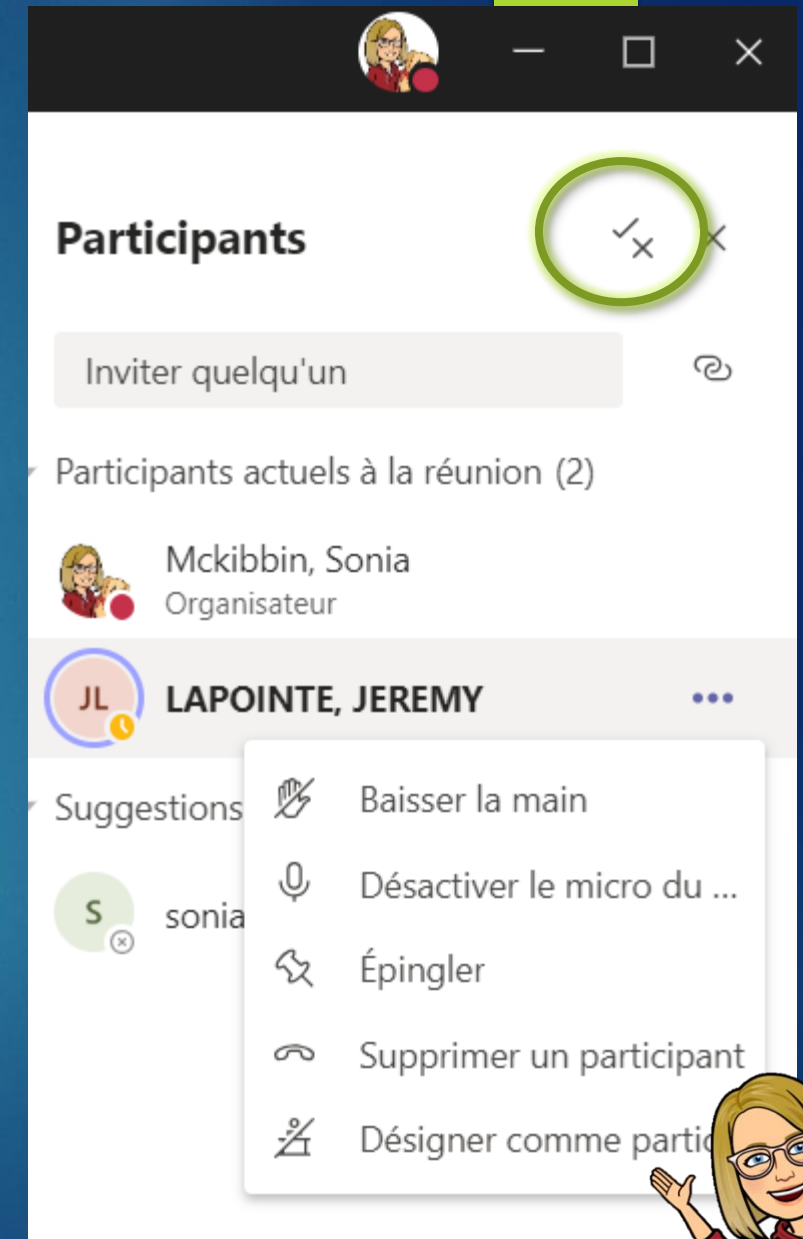 Participants
Inviter quelqu'un
Participants actuels à la réunion (2)
Mckibbin, Sonia
Organisateur
JL LAPOINTE, JEREMY
Suggestions
Baisser la main
Désactiver le micro du ...
S sonia
Épingler
Supprimer un participant
Désigner comme